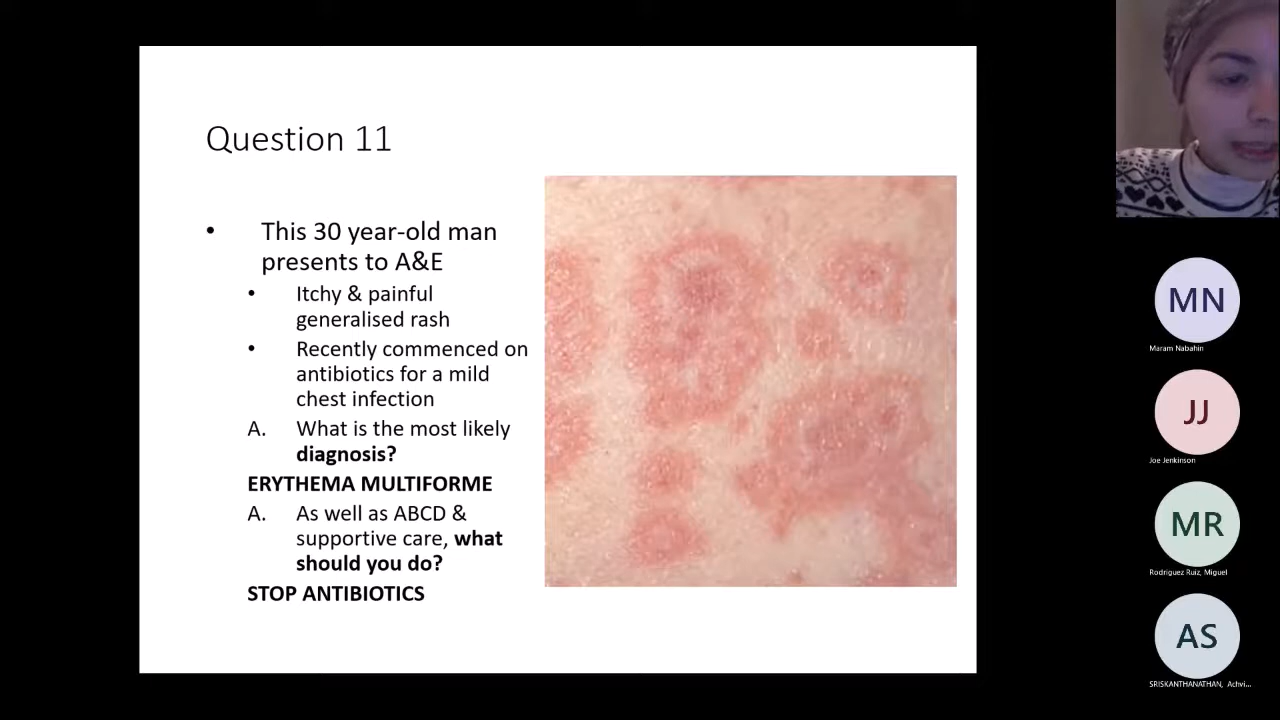 Question 11
• This 30 year-old man
presents to A&E
• Itchy & painful
generalised rash
• Recently commenced on
antibiotics for a mild
chest infection
A. What is the most likely
diagnosis?
ERYTHEMA MULTIFORME
A. As well as ABCD &
supportive care, what
should you do?
STOP ANTIBIOTICS
MN
Maram Nabahin
JJ
Joe Jenkinson
MR
Rodriguez Ruiz, Miguel
AS
SRISKANTHANATHAN, Achvi...